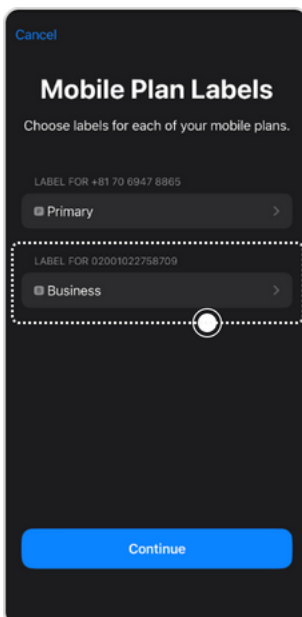 Cancel
Mobile Plan Labels
Choose labels for each of your mobile plans.
LABEL FOR +81 70 6947 8865
P Primary
LABEL FOR 02001022758709
B Business
Continue